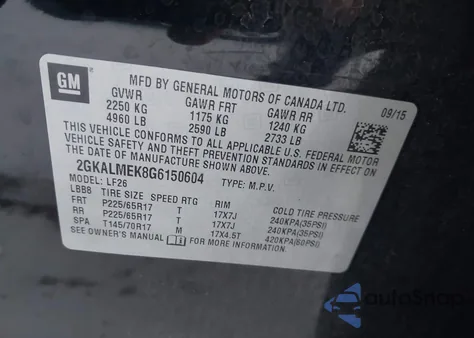 GM
MFD BY GENERAL MOTORS OF CANADA LTD.
GVWR GAWR FRT GAWR RR 09/15
2250 KG 1175 KG 1240 KG
4960 LB 2590 LB 2733 LB
THIS VEHICLE CONFORMS TO ALL APPLICABLE U.S. FEDERAL MOTOR
VEHICLE SAFETY AND THEFT PREVENTION STANDARDS IN EFFECT ON THE
DATE OF MANUFACTURE SHOWN ABOVE.
2GKALMEK8G6150604 TYPE: M.P.V.
MODEL: LF26
LBB8 TIRE SIZE SPEED RTG RIM COLD TIRE PRESSURE
FRT P225/65R17 T 17X7J 240KPA(35PSI)
RR P225/65R17 T 17X7J 240KPA(35PSI)
SPA T145/70R17 M 17X4.5T 420KPA(60PSI)
SEE OWNER'S MANUAL FOR MORE INFORMATION.
autoSnap